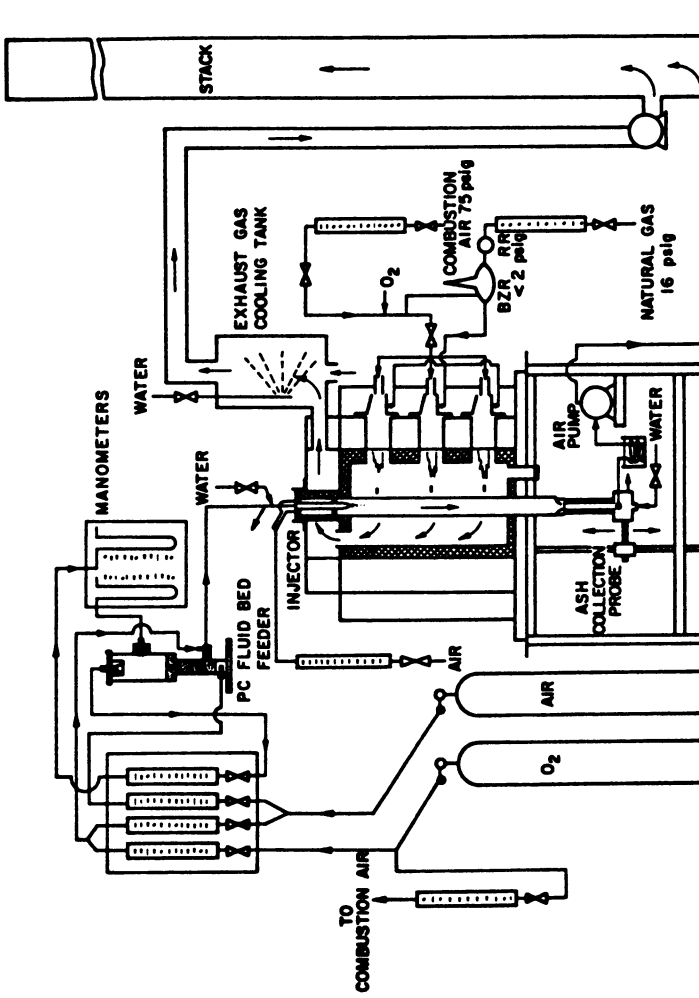 STACK
EXHAUST GAS
COOLING TANK
WATER
MANOMETERS
WATER
INJECTOR
PC FLUID BED
FEEDER
AIR
COMBUSTION
AIR 75 psig
O2
RR
BZR
< 2 psig
NATURAL GAS
16 psig
AIR
PUMP
WATER
ASH
COLLECTION
PROBE
AIR
O2
TO
COMBUSTION AIR